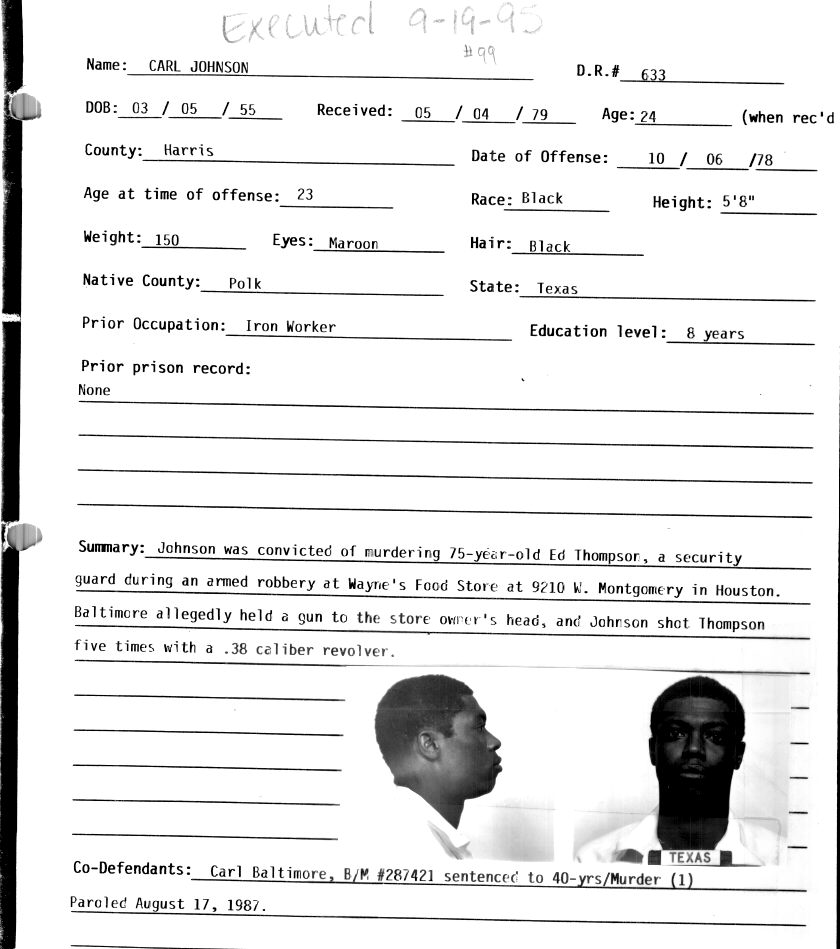 Executed 9-19-95
#99
Name: CARL JOHNSON D.R.# 633
DOB: 03 / 05 / 55 Received: 05 / 04 / 79 Age: 24 (when rec'd
County: Harris Date of Offense: 10 / 06 /78
Age at time of offense: 23 Race: Black Height: 5'8"
Weight: 150 Eyes: Maroon Hair: Black
Native County: Polk State: Texas
Prior Occupation: Iron Worker Education level: 8 years
Prior prison record:
None
Summary: Johnson was convicted of murdering 75-year-old Ed Thompson, a security
guard during an armed robbery at Wayne's Food Store at 9210 W. Montgomery in Houston.
Baltimore allegedly held a gun to the store owner's head, and Johnson shot Thompson
five times with a .38 caliber revolver.
TEXAS
Co-Defendants: Carl Baltimore, B/M #287421 sentenced to 40-yrs/Murder (1)
Paroled August 17, 1987.